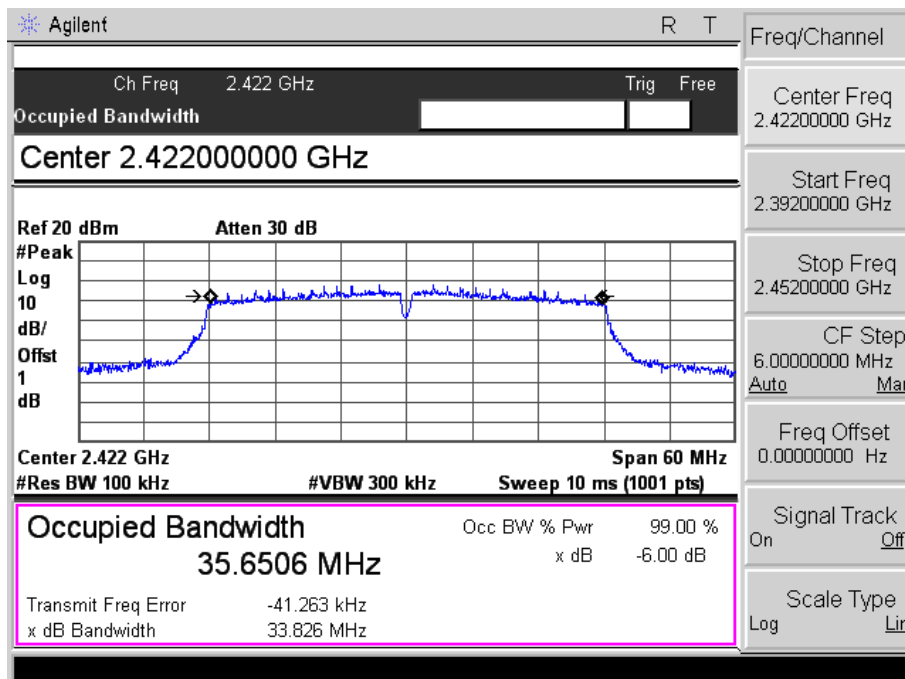 Agilent R T
Ch Freq 2.422 GHz Trig Free
Occupied Bandwidth
Center 2.422000000 GHz
Ref 20 dBm Atten 30 dB
#Peak
Log
10
dB/
Offst
1
dB
Center 2.422 GHz Span 60 MHz
#Res BW 100 kHz #VBW 300 kHz Sweep 10 ms (1001 pts)
Occupied Bandwidth
35.6506 MHz
Occ BW % Pwr 99.00 %
x dB -6.00 dB
Transmit Freq Error -41.263 kHz
x dB Bandwidth 33.826 MHz
Freq/Channel
Center Freq
2.42200000 GHz
Start Freq
2.39200000 GHz
Stop Freq
2.45200000 GHz
CF Step
6.00000000 MHz
Auto Man
Freq Offset
0.00000000 Hz
Signal Track
On Off
Scale Type
Log Lin